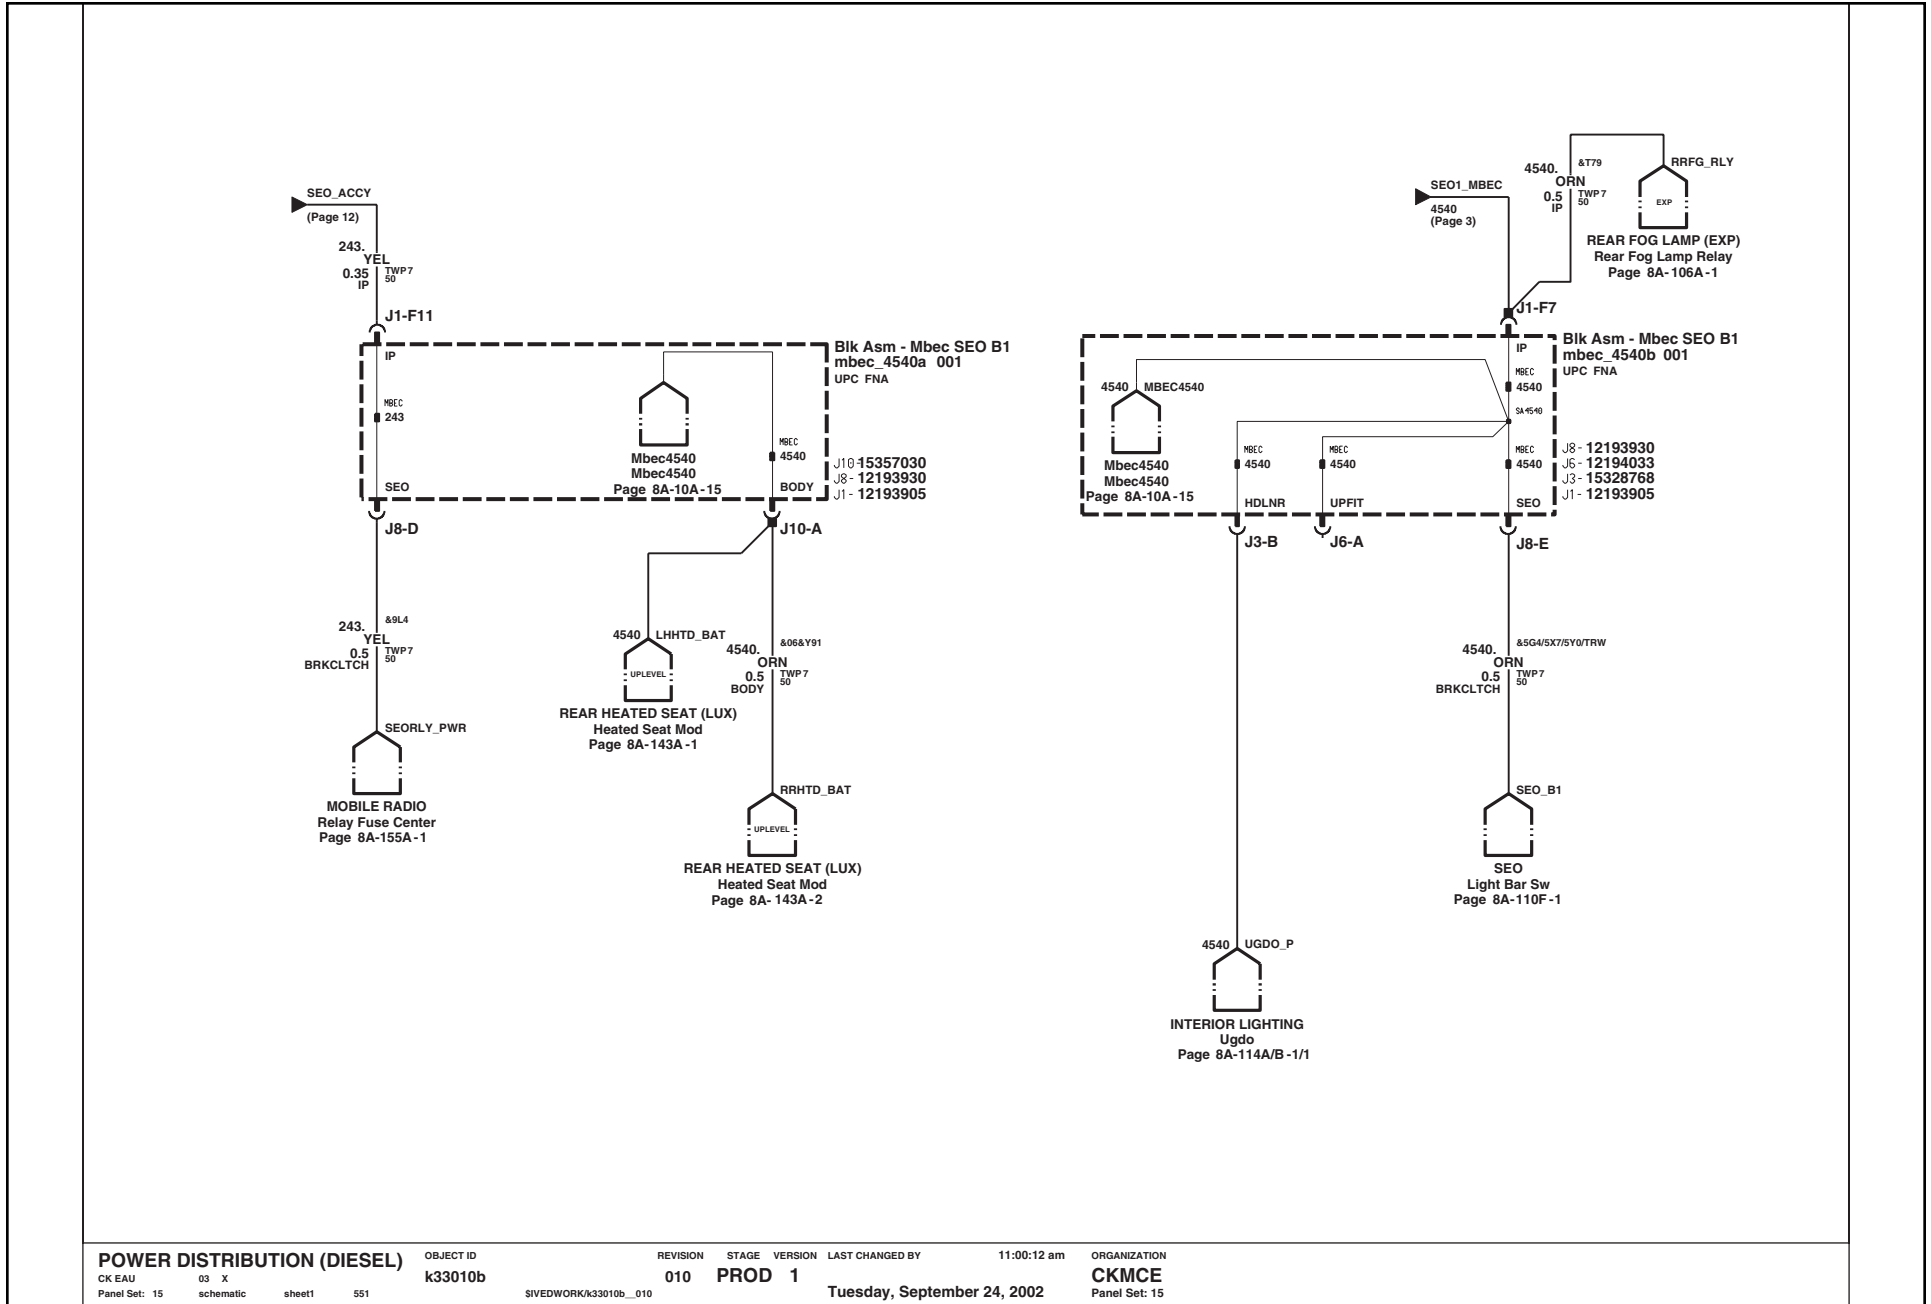 SEO_ACCY
(Page 12)
243.
YEL
0.35
IP
TWP7
50
J1-F11
IP
MBEC
243
SEO
J8-D
Mbec4540
Mbec4540
Page 8A-10A-15
MBEC
4540
BODY
J10-A
Blk Asm - Mbec SEO B1
mbec_4540a 001
UPC FNA
J10-15357030
J8-12193930
J1-12193905
243.
YEL
0.5
BRKCLTCH
&9L4
TWP7
50
SEORLY_PWR
MOBILE RADIO
Relay Fuse Center
Page 8A-155A-1
4540 LHHTD_BAT
UPLEVEL
REAR HEATED SEAT (LUX)
Heated Seat Mod
Page 8A-143A-1
4540.
ORN
0.5
BODY
&06&Y91
TWP7
50
RRHTD_BAT
UPLEVEL
REAR HEATED SEAT (LUX)
Heated Seat Mod
Page 8A-143A-2
SEO1_MBEC
4540
(Page 3)
4540.
ORN
0.5
IP
&T79
TWP7
50
RRFG_RLY
EXP
REAR FOG LAMP (EXP)
Rear Fog Lamp Relay
Page 8A-106A-1
J1-F7
IP
MBEC
4540
SA4540
4540 MBEC4540
Mbec4540
Mbec4540
Page 8A-10A-15
MBEC
4540
HDLNR
MBEC
4540
UPFIT
MBEC
4540
SEO
Blk Asm - Mbec SEO B1
mbec_4540b 001
UPC FNA
J8-12193930
J6-12194033
J3-15328768
J1-12193905
J3-B
J6-A
J8-E
4540.
ORN
0.5
BRKCLTCH
&5G4/5X7/5Y0/TRW
TWP7
50
SEO_B1
SEO
Light Bar Sw
Page 8A-110F-1
4540 UGDO_P
INTERIOR LIGHTING
Ugdo
Page 8A-114A/B-1/1
POWER DISTRIBUTION (DIESEL)
CK EAU 03 X
Panel Set: 15 schematic sheet1 551
OBJECT ID
k33010b
$IVEDWORK/k33010b__010
REVISION STAGE VERSION LAST CHANGED BY 11:00:12 am
010 PROD 1
Tuesday, September 24, 2002
ORGANIZATION
CKMCE
Panel Set: 15